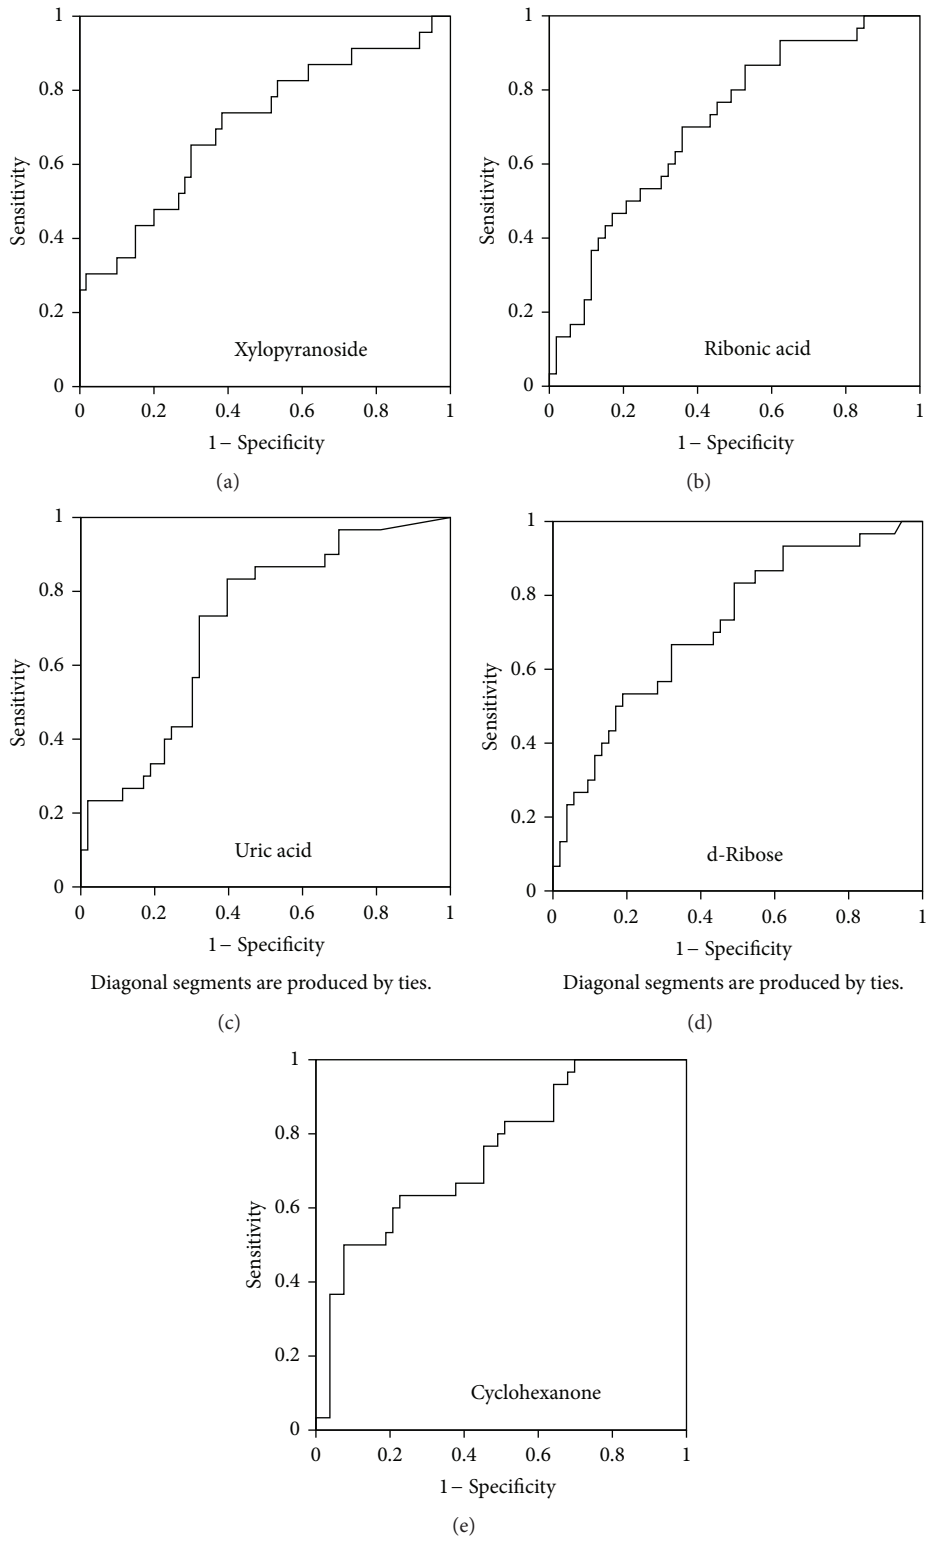 1
0.8
0.6
0.4
0.2
0
Sensitivity
Xylopyranoside
0 0.2 0.4 0.6 0.8 1
1 − Specificity
(a)
1
0.8
0.6
0.4
0.2
0
Sensitivity
Ribonic acid
0 0.2 0.4 0.6 0.8 1
1 − Specificity
(b)
1
0.8
0.6
0.4
0.2
0
Sensitivity
Uric acid
0 0.2 0.4 0.6 0.8 1
1 − Specificity
Diagonal segments are produced by ties.
(c)
1
0.8
0.6
0.4
0.2
0
Sensitivity
d-Ribose
0 0.2 0.4 0.6 0.8 1
1 − Specificity
Diagonal segments are produced by ties.
(d)
1
0.8
0.6
0.4
0.2
0
Sensitivity
Cyclohexanone
0 0.2 0.4 0.6 0.8 1
1 − Specificity
(e)